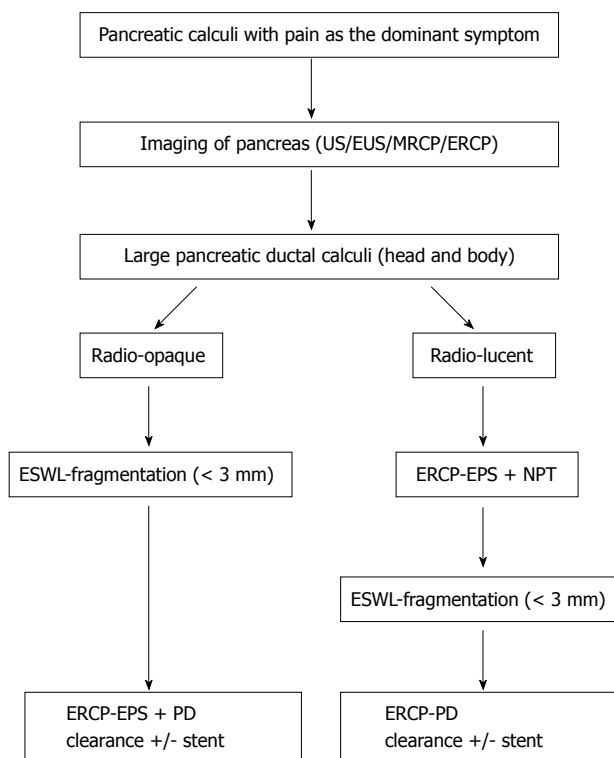 Pancreatic calculi with pain as the dominant symptom
Imaging of pancreas (US/EUS/MRCP/ERCP)
Large pancreatic ductal calculi (head and body)
Radio-opaque
Radio-lucent
ESWL-fragmentation (< 3 mm)
ERCP-EPS + NPT
ESWL-fragmentation (< 3 mm)
ERCP-EPS + PD
clearance +/- stent
ERCP-PD
clearance +/- stent